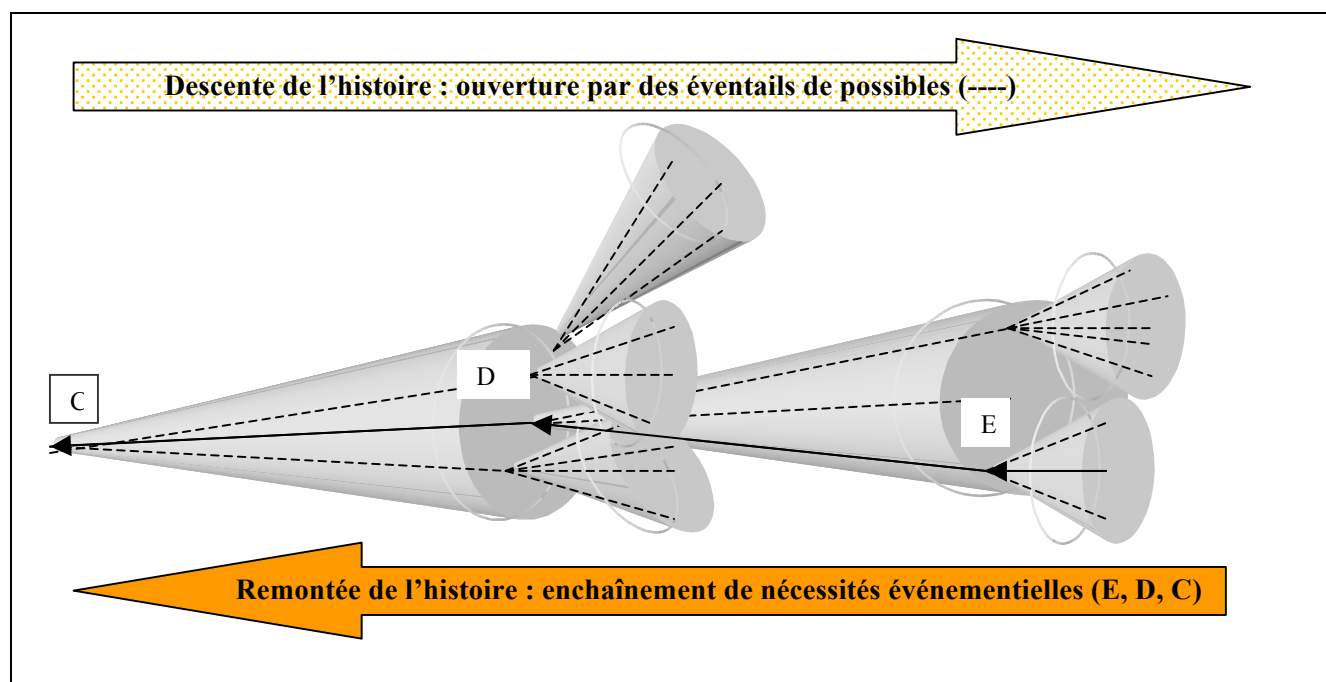 Descente de l’histoire : ouverture par des éventails de possibles (----)
D
C
E
Remontée de l’histoire : enchaînement de nécessités événementielles (E, D, C)